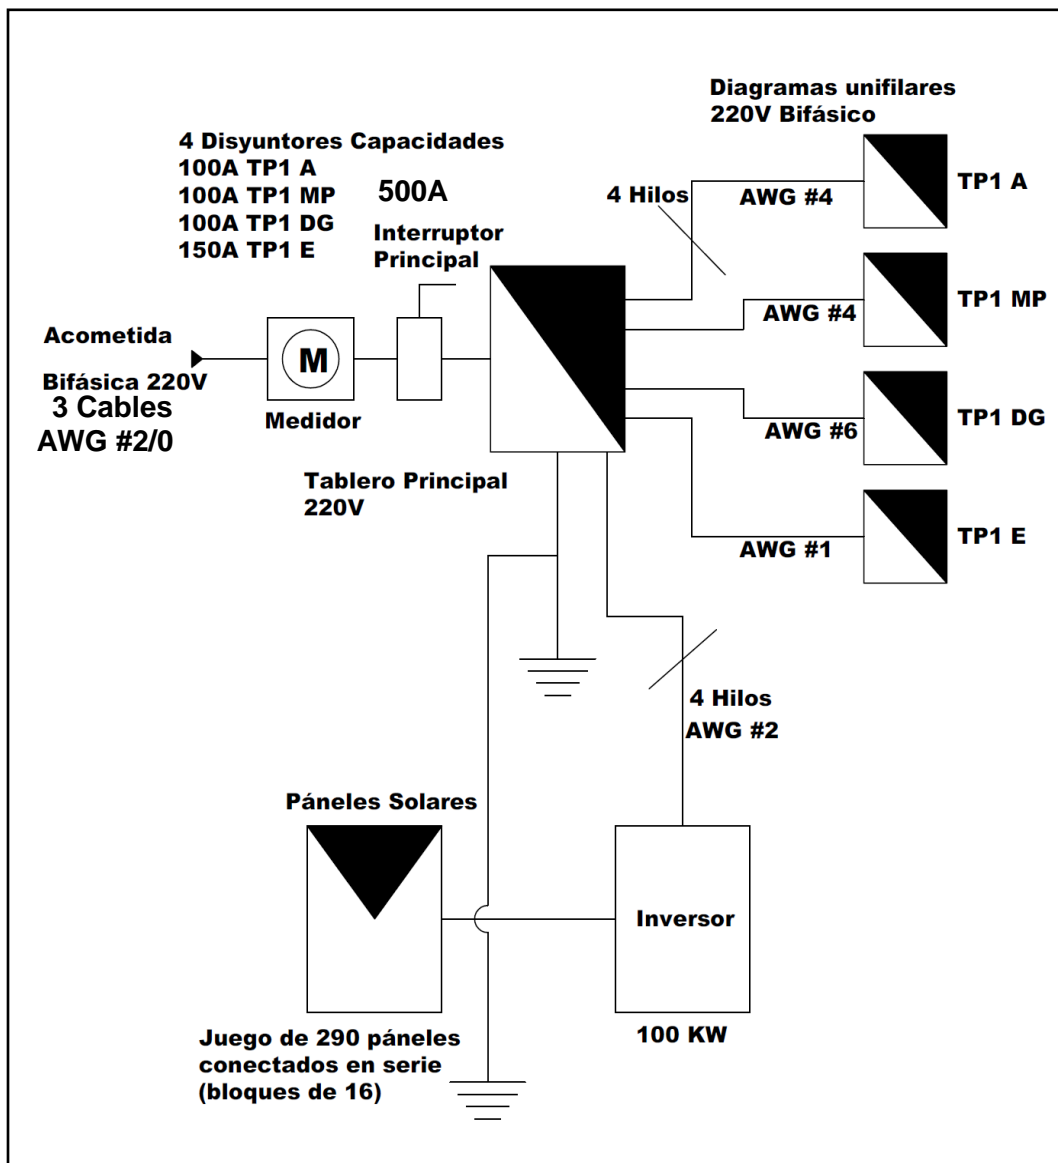 Diagramas unifilares
220V Bifásico
4 Disyuntores Capacidades
100A TP1 A
100A TP1 MP
100A TP1 DG
150A TP1 E
500A
Interruptor
Principal
4 Hilos
AWG #4
TP1 A
AWG #4
TP1 MP
Acometida
Bifásica 220V
3 Cables
AWG #2/0
M
Medidor
AWG #6
TP1 DG
Tablero Principal
220V
AWG #1
TP1 E
4 Hilos
AWG #2
Páneles Solares
Inversor
100 KW
Juego de 290 páneles
conectados en serie
(bloques de 16)